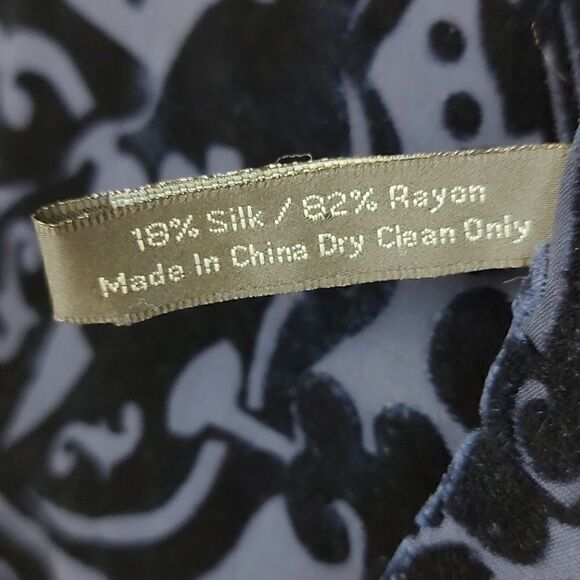 18% Silk / 82% Rayon
Made In China Dry Clean Only